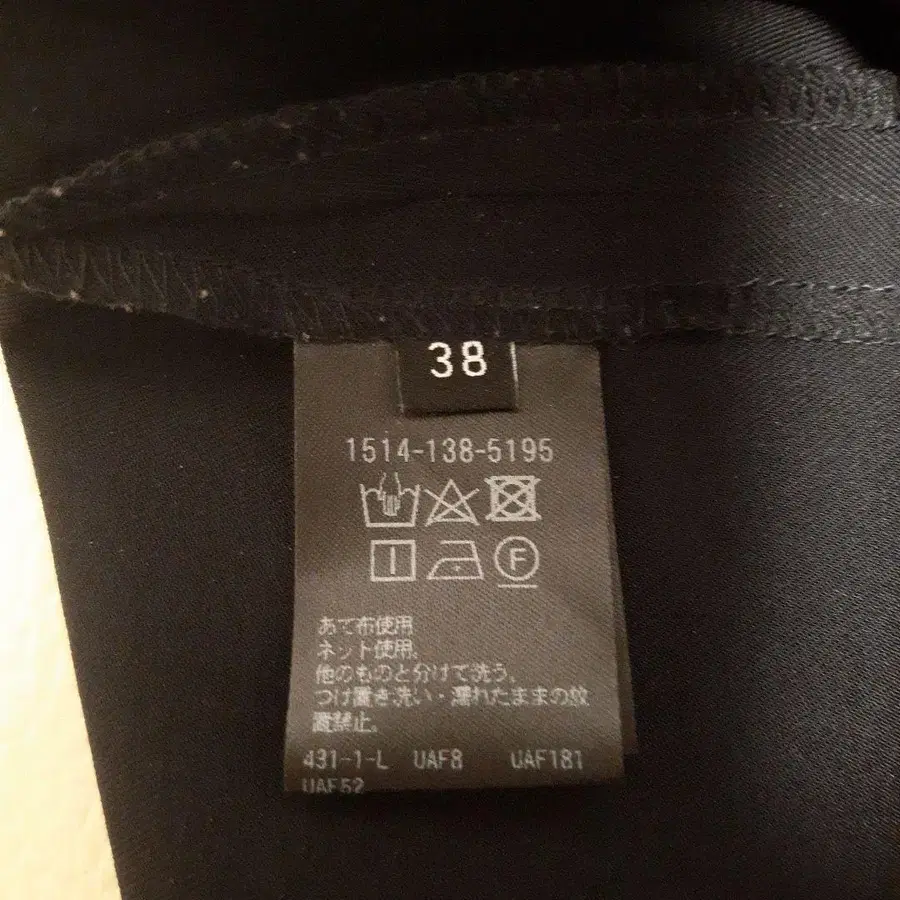 38
1514-138-5195
F
あて布使用
ネット使用。
他のものと分けて洗う。
つけ置き洗い・濡れたままの放
置禁止。
431-1-L UAF8 UAF181
UAF52